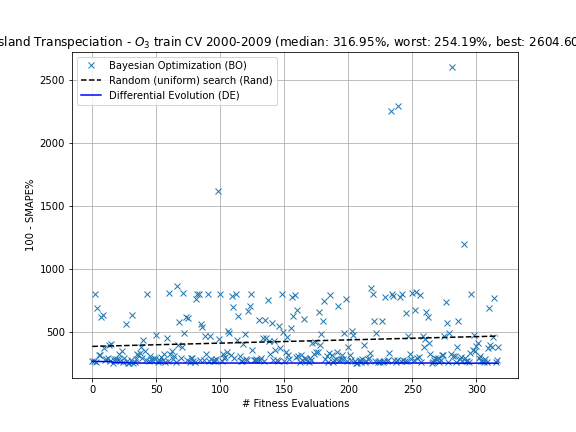 sland Transpeciation - O3 train CV 2000-2009 (median: 316.95%, worst: 254.19%, best: 2604.60
Bayesian Optimization (BO)
Random (uniform) search (Rand)
Differential Evolution (DE)
2500
2000
1500
1000
500
100 - SMAPE%
0
50
100
150
200
250
300
# Fitness Evaluations